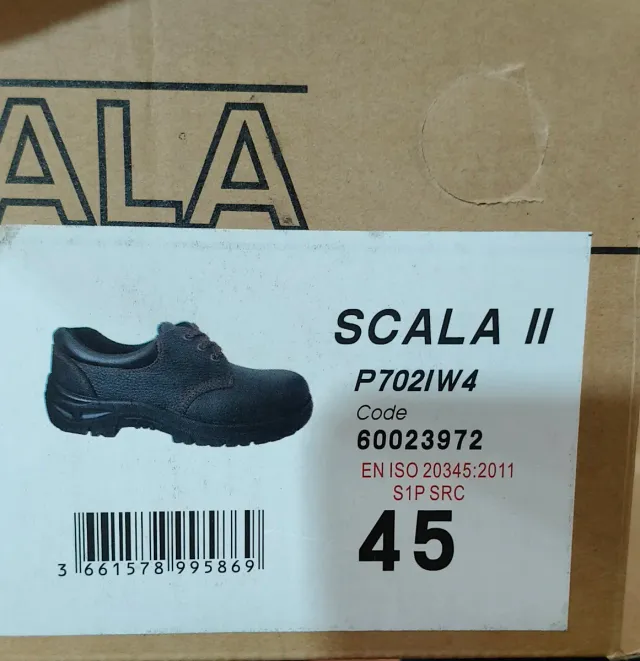 ALA
SCALA II
P702IW4
Code
60023972
EN ISO 20345:2011
S1P SRC
45
3 661578 995869